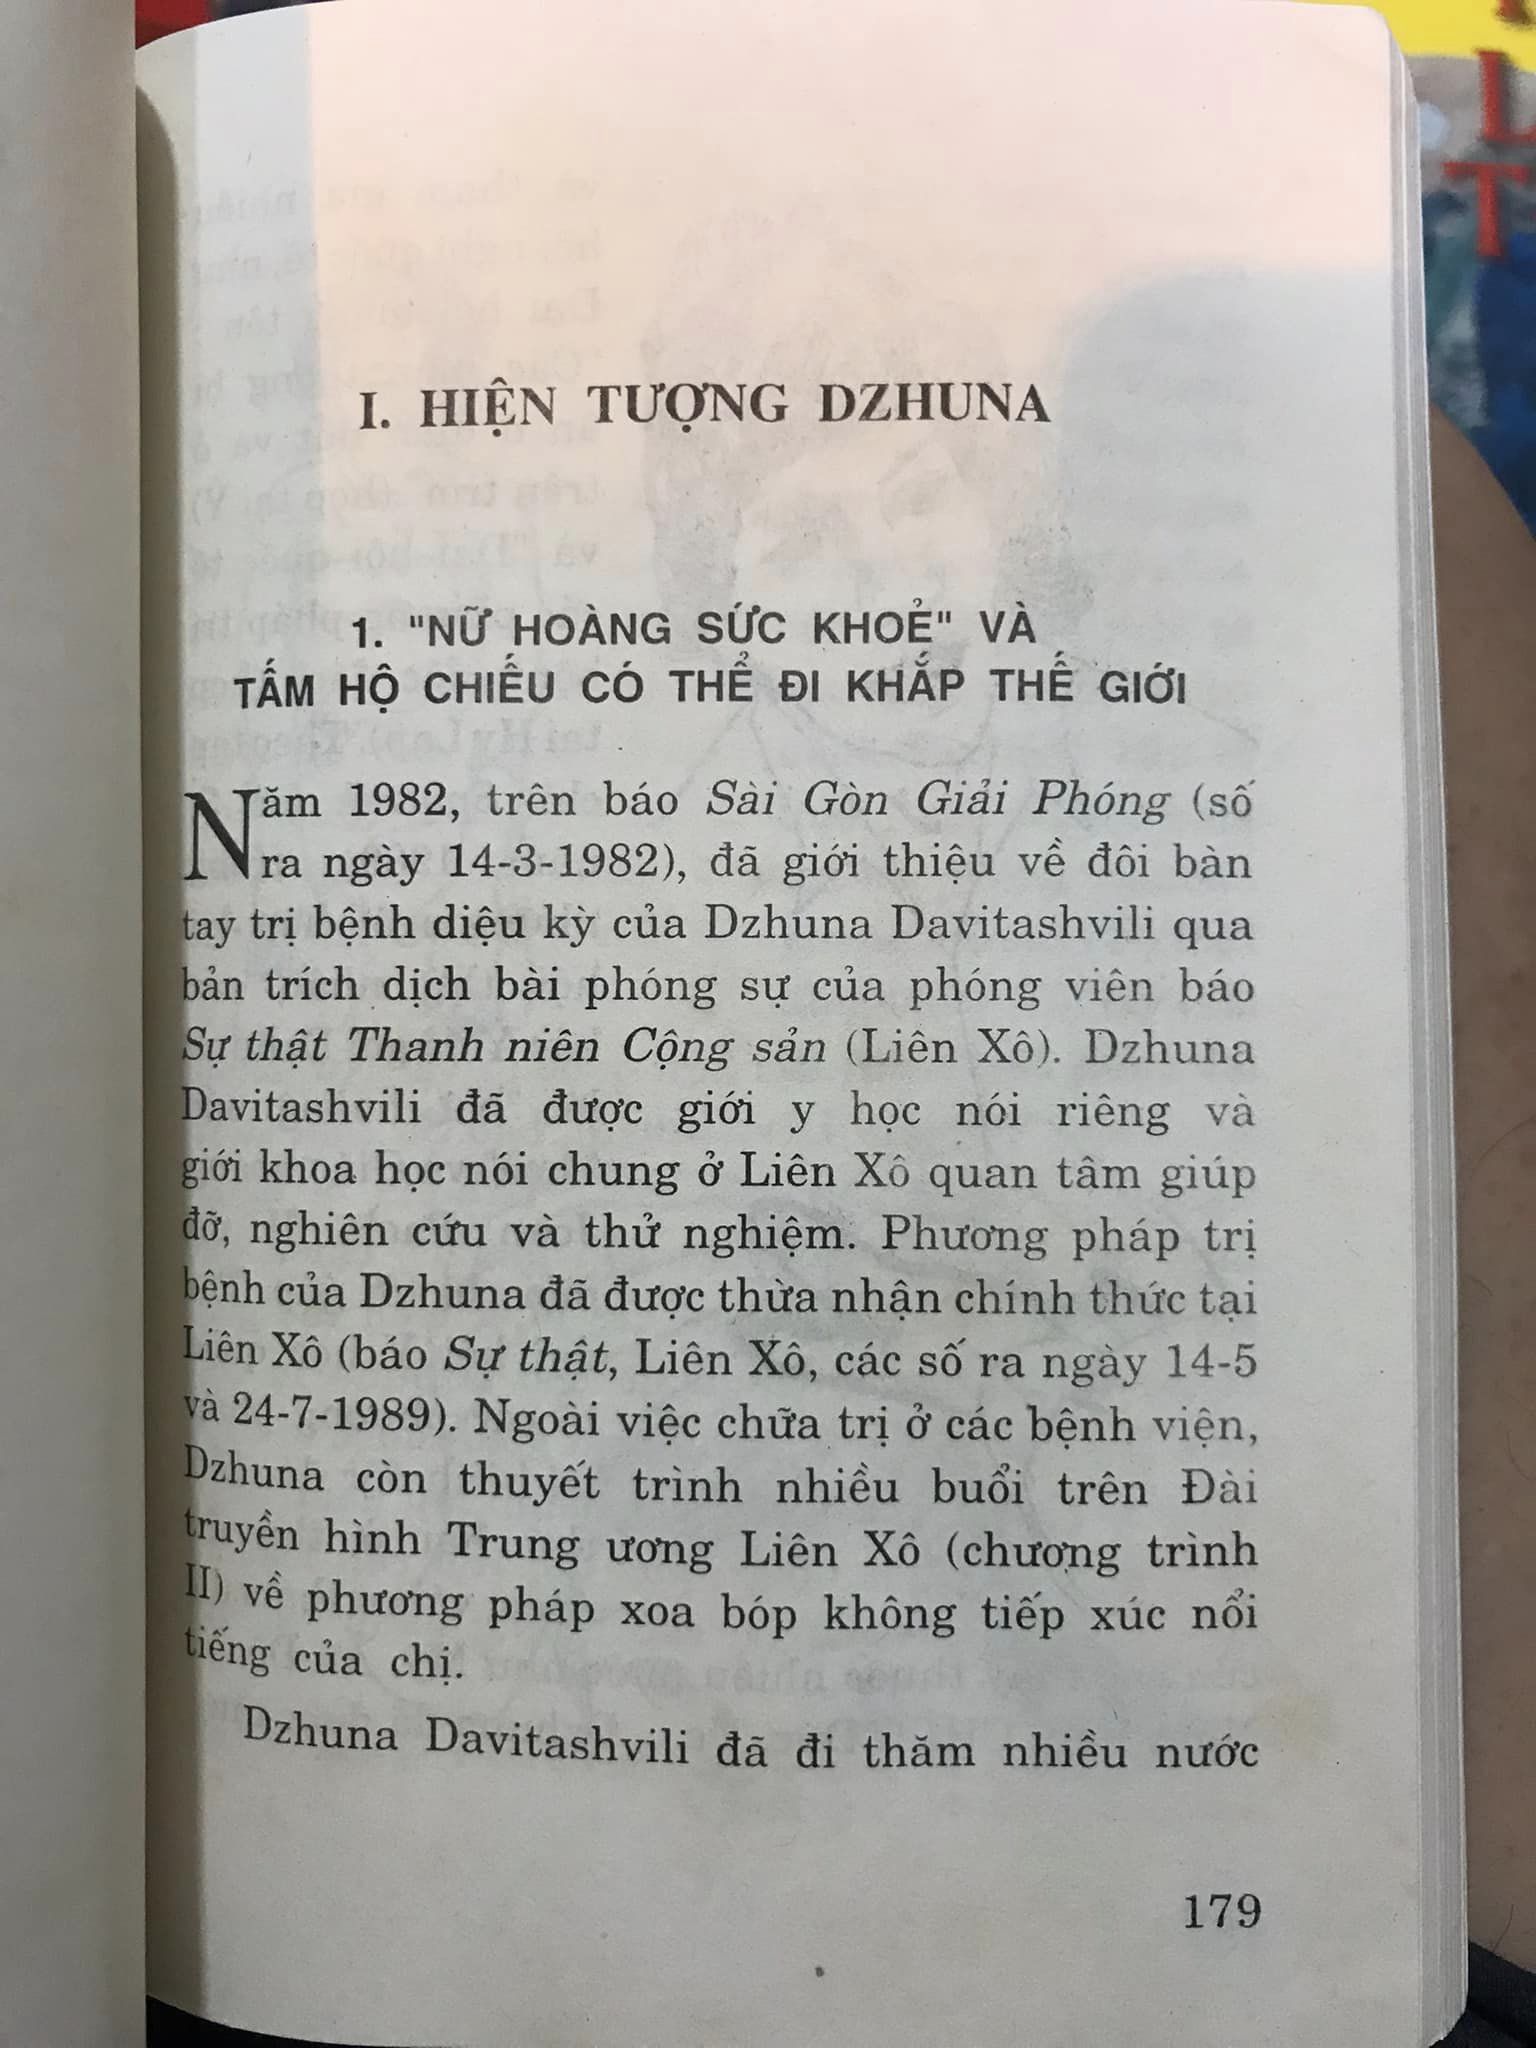 I. HIỆN TƯỢNG DZHUNA
1. "NỮ HOÀNG SỨC KHOẺ" VÀ
TẤM HỘ CHIẾU CÓ THỂ ĐI KHẮP THẾ GIỚI
Năm 1982, trên báo Sài Gòn Giải Phóng (số
ra ngày 14-3-1982), đã giới thiệu về đôi bàn
tay trị bệnh diệu kỳ của Dzhuna Davitashvili qua
bản trích dịch bài phóng sự của phóng viên báo
Sự thật Thanh niên Cộng sản (Liên Xô). Dzhuna
Davitashvili đã được giới y học nói riêng và
giới khoa học nói chung ở Liên Xô quan tâm giúp
đỡ, nghiên cứu và thử nghiệm. Phương pháp trị
bệnh của Dzhuna đã được thừa nhận chính thức tại
Liên Xô (báo Sự thật, Liên Xô, các số ra ngày 14-5
và 24-7-1989). Ngoài việc chữa trị ở các bệnh viện,
Dzhuna còn thuyết trình nhiều buổi trên Đài
truyền hình Trung ương Liên Xô (chương trình
II) về phương pháp xoa bóp không tiếp xúc nổi
tiếng của chị.
Dzhuna Davitashvili đã đi thăm nhiều nước
179
L
T